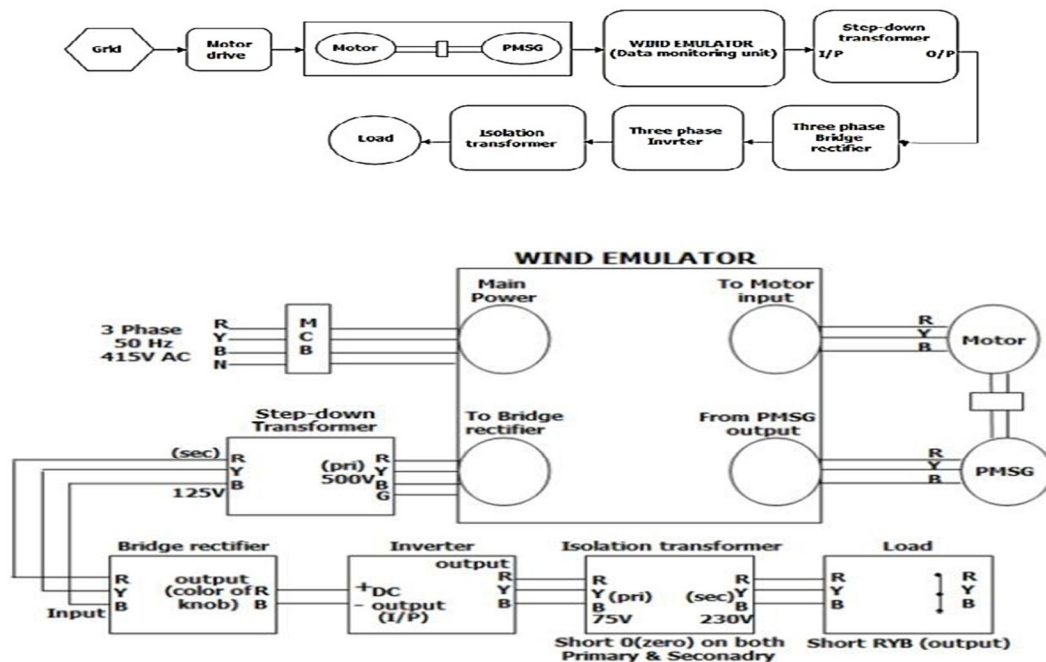 Grid
Motor
drive
Motor
PMSG
WIND EMULATOR
(Data monitoring unit)
Step-down
transformer
I/P O/P
Load
Isolation
transformer
Three phase
Invrter
Three phase
Bridge
rectifier
WIND EMULATOR
3 Phase
50 Hz
415V AC
R
Y
B
N
M
C
B
Main
Power
To Motor
input
R
Y
B
Motor
Step-down
Transformer
(sec)
R
Y
B
125V
(pri)
500V
R
Y
B
G
To Bridge
rectifier
From PMSG
output
R
Y
B
PMSG
Bridge rectifier
Input
R
Y
B
output
(color of
knob)
R
B
Inverter
output
+DC
- output
(I/P)
R
Y
B
Isolation transformer
R
Y
B
(pri)
75V
(sec)
230V
R
Y
B
Short 0(zero) on both
Primary & Seconadry
Load
R
Y
B
R
Y
B
Short RYB (output)